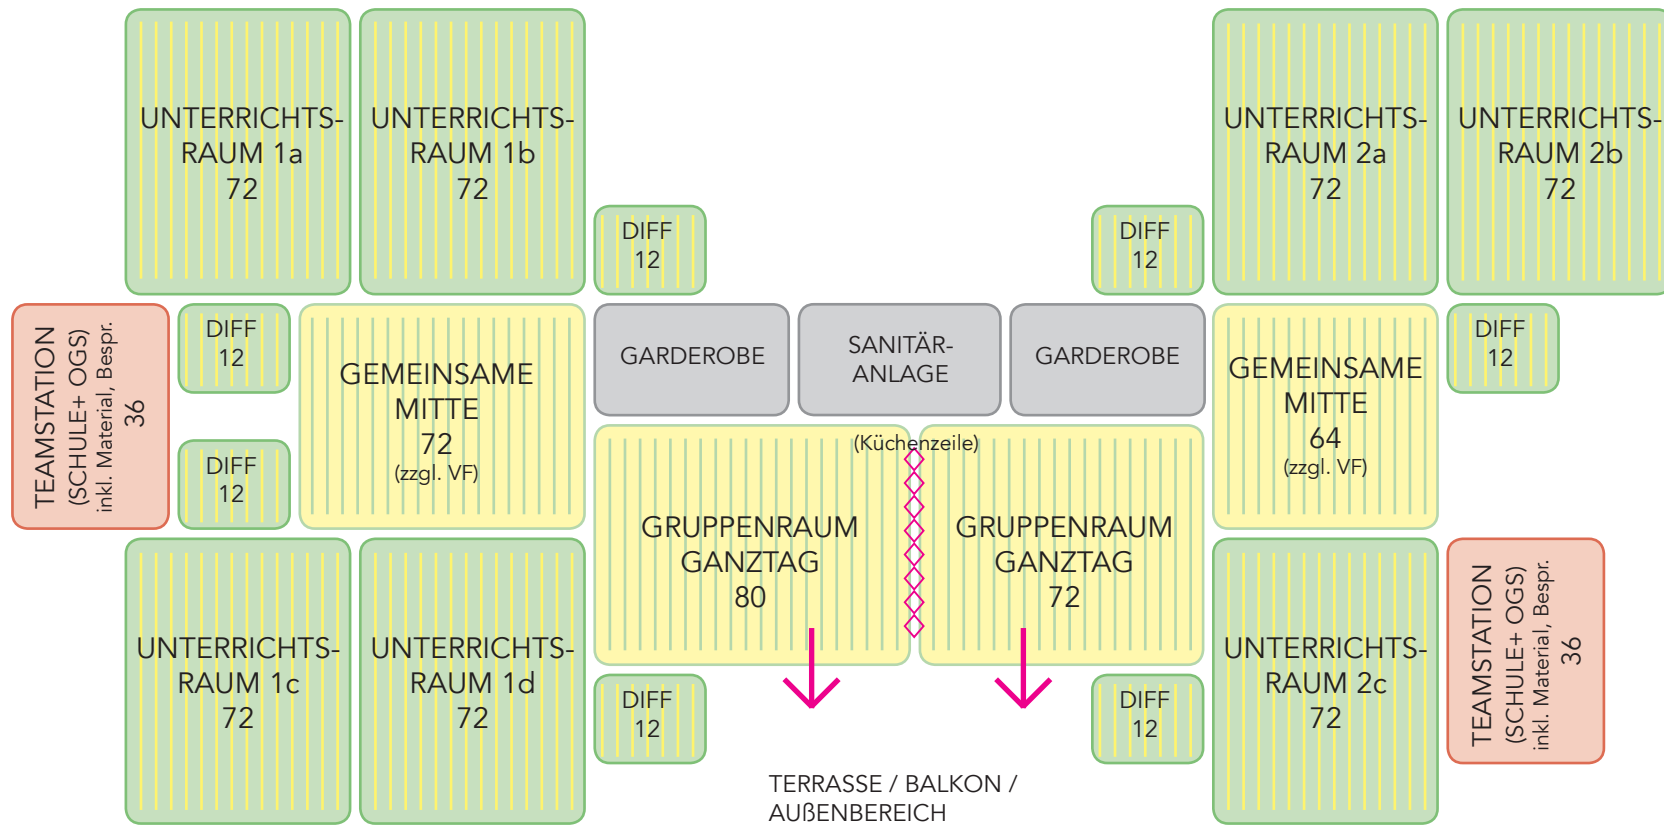 UNTERRICHTS-
RAUM 1a
72
UNTERRICHTS-
RAUM 1b
72
DIFF
12
DIFF
12
UNTERRICHTS-
RAUM 2a
72
UNTERRICHTS-
RAUM 2b
72
TEAMSTATION
(SCHULE+ OGS)
inkl. Material, Bespr.
36
DIFF
12
DIFF
12
GEMEINSAME
MITTE
72
(zzgl. VF)
GARDEROBE
SANITÄR-
ANLAGE
GARDEROBE
GEMEINSAME
MITTE
64
(zzgl. VF)
DIFF
12
(Küchenzeile)
GRUPPENRAUM
GANZTAG
80
GRUPPENRAUM
GANZTAG
72
UNTERRICHTS-
RAUM 1c
72
UNTERRICHTS-
RAUM 1d
72
DIFF
12
DIFF
12
UNTERRICHTS-
RAUM 2c
72
TEAMSTATION
(SCHULE+ OGS)
inkl. Material, Bespr.
36
TERRASSE / BALKON /
AUßENBEREICH